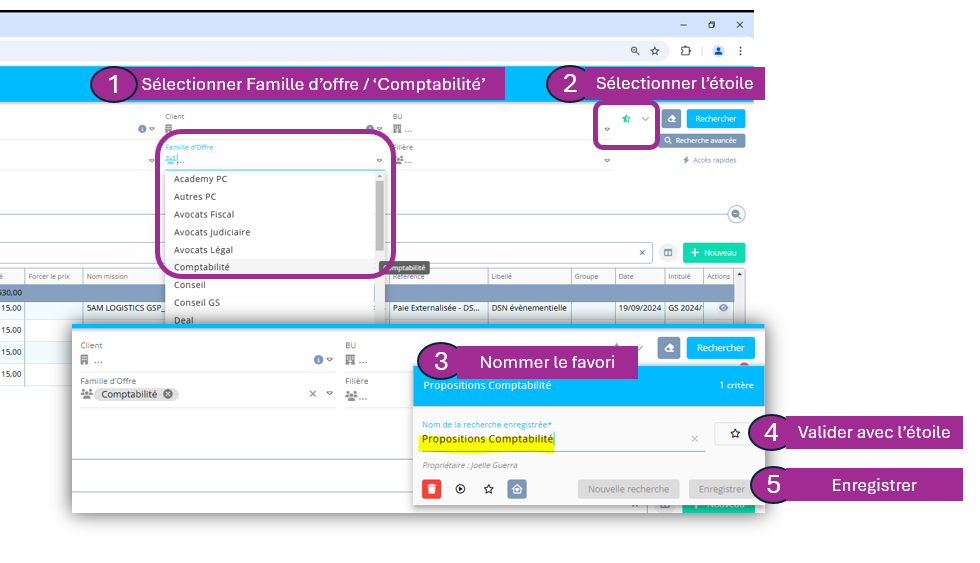 1 Sélectionner Famille d'offre / 'Comptabilité'
2 Sélectionner l'étoile
Client
BU
...
Rechercher
Recherche avancée
Famille d'Offre
...
Filière
...
Accès rapides
Academy PC
Autres PC
Avocats Fiscal
Avocats Judiciaire
Avocats Légal
Comptabilité
Conseil
Conseil GS
Deal
Nouveau
Forcer le prix
Nom mission
Libellé
Groupe
Date
Intitulé
Actions
630,00
15,00
5AM LOGISTICS GSP_
Paie Externalisée - DS...
DSN évènementielle
19/09/2024
GS 2024/
15,00
15,00
15,00
Client
...
BU
...
Rechercher
Famille d'Offre
Comptabilité
Filière
...
3 Nommer le favori
Propositions Comptabilité
1 critère
Nom de la recherche enregistrée*
Propositions Comptabilité
4 Valider avec l'étoile
Propriétaire : Joelle Guerra
Nouvelle recherche
Enregistrer
5 Enregistrer